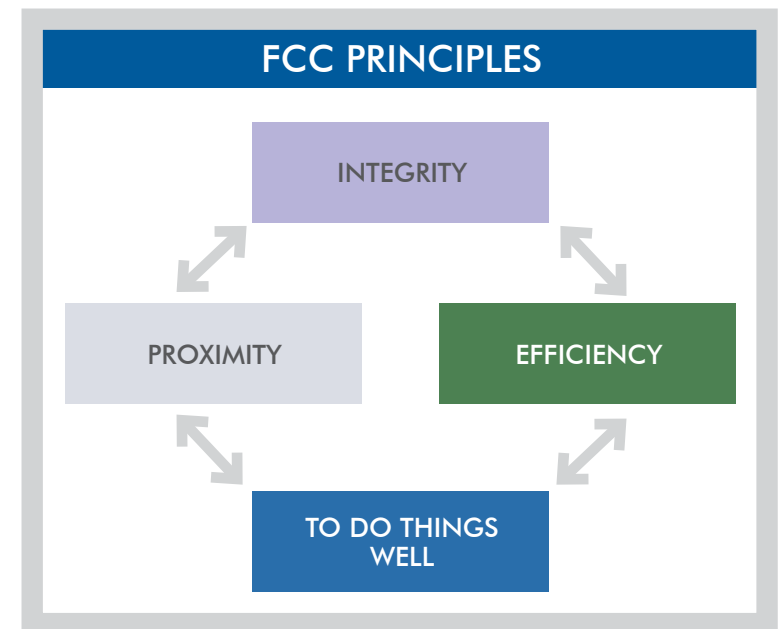 FCC PRINCIPLES
INTEGRITY
PROXIMITY
EFFICIENCY
TO DO THINGS
WELL